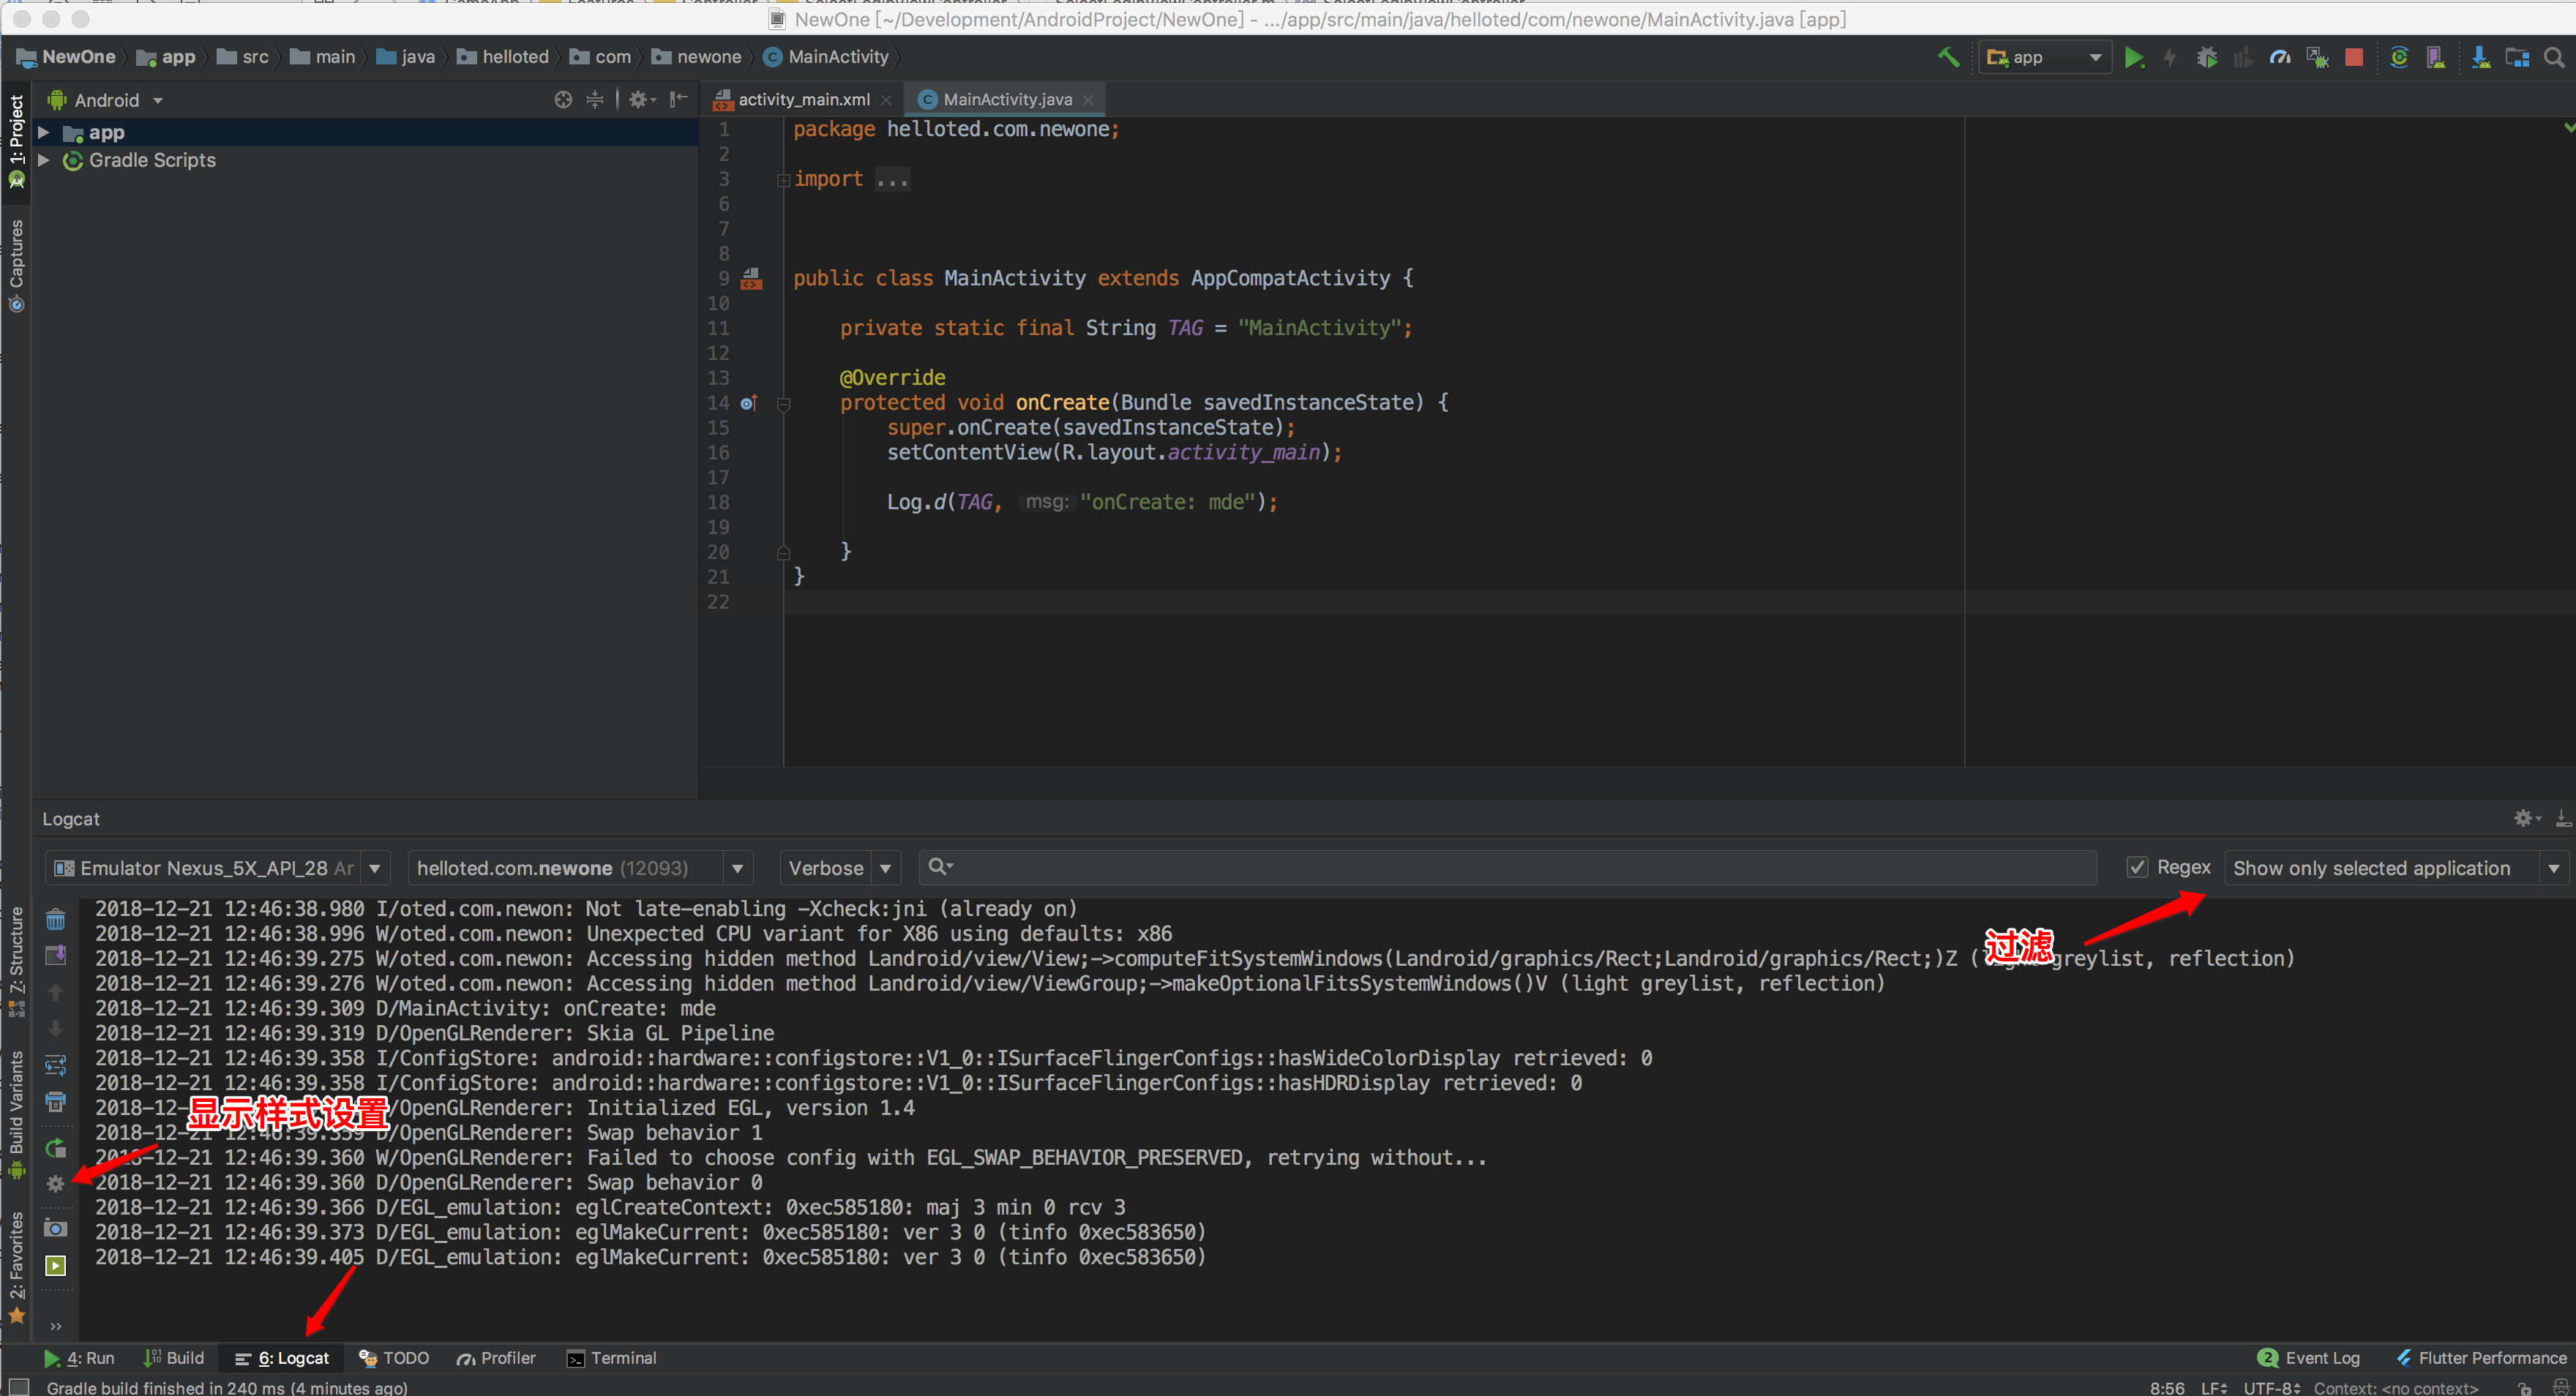 NewOne [~/Development/AndroidProject/NewOne] - .../app/src/main/java/helloted/com/newone/MainActivity.java [app]
NewOne app src main java helloted com newone MainActivity
app
Android
activity_main.xml
MainActivity.java
1: Project
Captures
7: Structure
Build Variants
2: Favorites
app
Gradle Scripts
1 package helloted.com.newone;
2
3 import ...
6
7
8
9 public class MainActivity extends AppCompatActivity {
10
11 private static final String TAG = "MainActivity";
12
13 @Override
14 protected void onCreate(Bundle savedInstanceState) {
15 super.onCreate(savedInstanceState);
16 setContentView(R.layout.activity_main);
17
18 Log.d(TAG, msg: "onCreate: mde");
19
20 }
21 }
22
Logcat
Emulator Nexus_5X_API_28 Ar
helloted.com.newone (12093)
Verbose
Regex
Show only selected application
2018-12-21 12:46:38.980 I/oted.com.newon: Not late-enabling -Xcheck:jni (already on)
2018-12-21 12:46:38.996 W/oted.com.newon: Unexpected CPU variant for X86 using defaults: x86
过滤
2018-12-21 12:46:39.275 W/oted.com.newon: Accessing hidden method Landroid/view/View;->computeFitSystemWindows(Landroid/graphics/Rect;Landroid/graphics/Rect;)Z (light greylist, reflection)
2018-12-21 12:46:39.276 W/oted.com.newon: Accessing hidden method Landroid/view/ViewGroup;->makeOptionalFitsSystemWindows()V (light greylist, reflection)
2018-12-21 12:46:39.309 D/MainActivity: onCreate: mde
2018-12-21 12:46:39.319 D/OpenGLRenderer: Skia GL Pipeline
2018-12-21 12:46:39.358 I/ConfigStore: android::hardware::configstore::V1_0::ISurfaceFlingerConfigs::hasWideColorDisplay retrieved: 0
2018-12-21 12:46:39.358 I/ConfigStore: android::hardware::configstore::V1_0::ISurfaceFlingerConfigs::hasHDRDisplay retrieved: 0
显示样式设置
2018-12- /OpenGLRenderer: Initialized EGL, version 1.4
2018-12-21 12:46:39.359 D/OpenGLRenderer: Swap behavior 1
2018-12-21 12:46:39.360 W/OpenGLRenderer: Failed to choose config with EGL_SWAP_BEHAVIOR_PRESERVED, retrying without...
2018-12-21 12:46:39.360 D/OpenGLRenderer: Swap behavior 0
2018-12-21 12:46:39.366 D/EGL_emulation: eglCreateContext: 0xec585180: maj 3 min 0 rcv 3
2018-12-21 12:46:39.373 D/EGL_emulation: eglMakeCurrent: 0xec585180: ver 3 0 (tinfo 0xec583650)
2018-12-21 12:46:39.405 D/EGL_emulation: eglMakeCurrent: 0xec585180: ver 3 0 (tinfo 0xec583650)
4: Run Build 6: Logcat TODO Profiler Terminal
2 Event Log Flutter Performance
Gradle build finished in 240 ms (4 minutes ago)
8:56 LF UTF-8 Context: <no context>